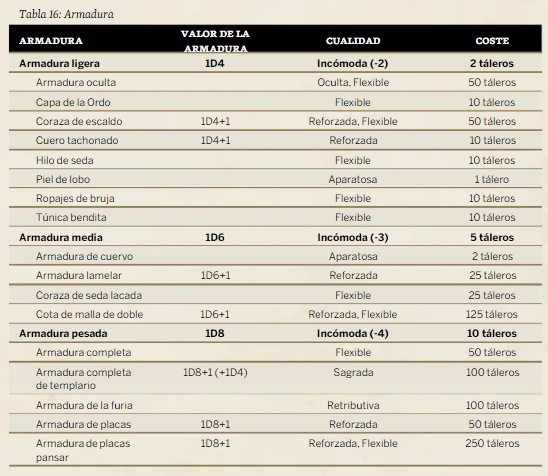 Tabla 16: Armadura
ARMADURA VALOR DE LA ARMADURA CUALIDAD COSTE
Armadura ligera 1D4 Incómoda (-2) 2 táleros
Armadura oculta Oculta, Flexible 50 táleros
Capa de la Ordo Flexible 10 táleros
Coraza de escaldo 1D4+1 Reforzada, Flexible 50 táleros
Cuero tachonado 1D4+1 Reforzada 10 táleros
Hilo de seda Flexible 10 táleros
Piel de lobo Aparatosa 1 tálero
Ropajes de bruja Flexible 10 táleros
Túnica bendita Flexible 10 táleros
Armadura media 1D6 Incómoda (-3) 5 táleros
Armadura de cuervo Aparatosa 2 táleros
Armadura lamelar 1D6+1 Reforzada 25 táleros
Coraza de seda lacada Flexible 25 táleros
Cota de malla de doble 1D6+1 Reforzada, Flexible 125 táleros
Armadura pesada 1D8 Incómoda (-4) 10 táleros
Armadura completa Flexible 50 táleros
Armadura completa de templario 1D8+1 (+1D4) Sagrada 100 táleros
Armadura de la furia Retributiva 100 táleros
Armadura de placas 1D8+1 Reforzada 50 táleros
Armadura de placas pansar 1D8+1 Reforzada, Flexible 250 táleros